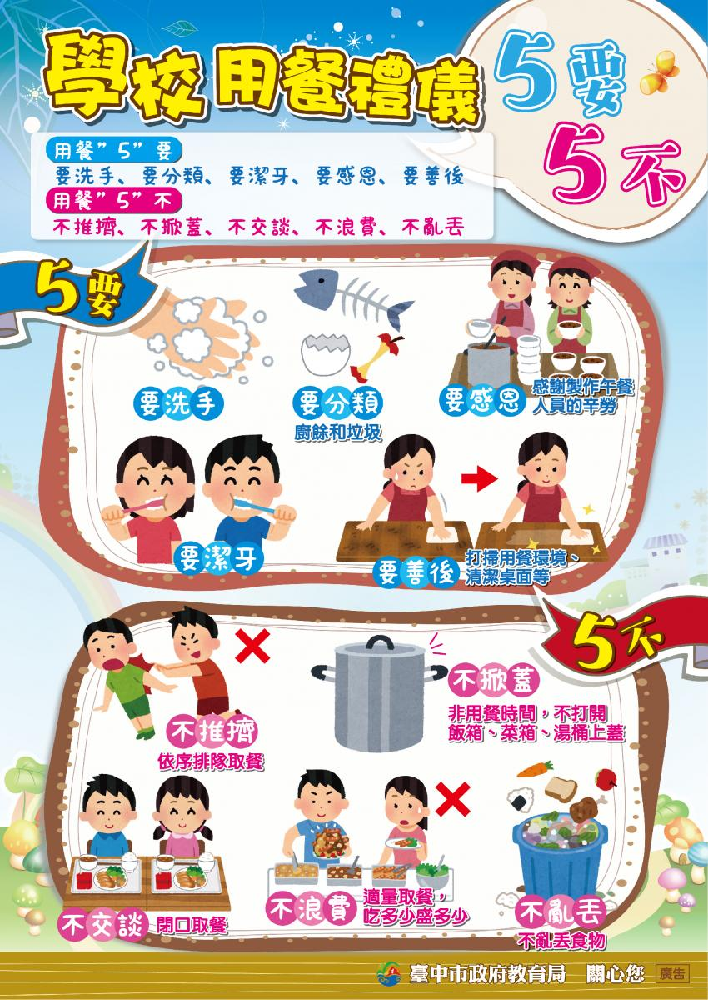 學校用餐禮儀
5要
5不
用餐”5”要
要洗手、要分類、要潔牙、要感恩、要善後
用餐”5”不
不推擠、不掀蓋、不交談、不浪費、不亂丟
5要
要洗手
要分類
廚餘和垃圾
要感恩
感謝製作午餐
人員的辛勞
要潔牙
要善後
打掃用餐環境、
清潔桌面等
5不
不推擠
依序排隊取餐
不掀蓋
非用餐時間，不打開
飯箱、菜箱、湯桶上蓋
不交談
閉口取餐
不浪費
適量取餐，
吃多少盛多少
不亂丟
不亂丟食物
臺中市政府教育局 關心您 廣告